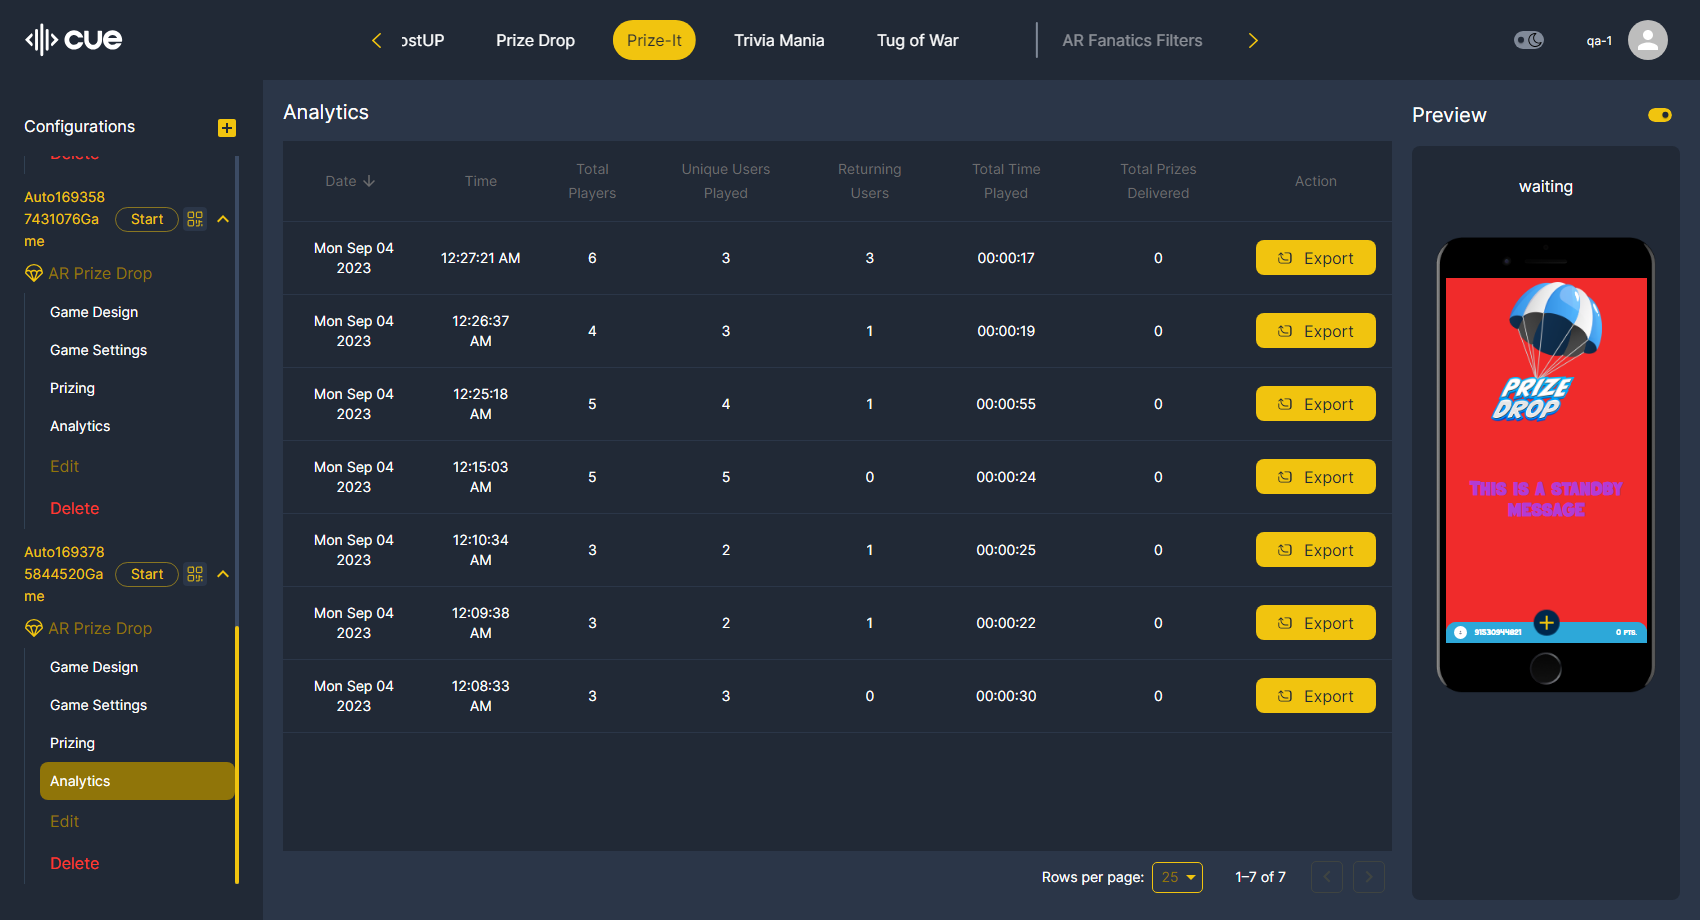 cue
ostUP
Prize Drop
Prize-It
Trivia Mania
Tug of War
AR Fanatics Filters
qa-1
Configurations
Delete
Auto169358
7431076Ga
me
Start
AR Prize Drop
Game Design
Game Settings
Prizing
Analytics
Edit
Delete
Auto169378
5844520Ga
me
Start
AR Prize Drop
Game Design
Game Settings
Prizing
Analytics
Edit
Delete
Analytics
Date Time Total Players Unique Users Played Returning Users Total Time Played Total Prizes Delivered Action
Mon Sep 04 2023 12:27:21 AM 6 3 3 00:00:17 0 Export
Mon Sep 04 2023 12:26:37 AM 4 3 1 00:00:19 0 Export
Mon Sep 04 2023 12:25:18 AM 5 4 1 00:00:55 0 Export
Mon Sep 04 2023 12:15:03 AM 5 5 0 00:00:24 0 Export
Mon Sep 04 2023 12:10:34 AM 3 2 1 00:00:25 0 Export
Mon Sep 04 2023 12:09:38 AM 3 2 1 00:00:22 0 Export
Mon Sep 04 2023 12:08:33 AM 3 3 0 00:00:30 0 Export
Rows per page: 25 1–7 of 7
Preview
waiting
PRIZE
DROP
THIS IS A STANDBY
MESSAGE
91530944821
0 PTS.